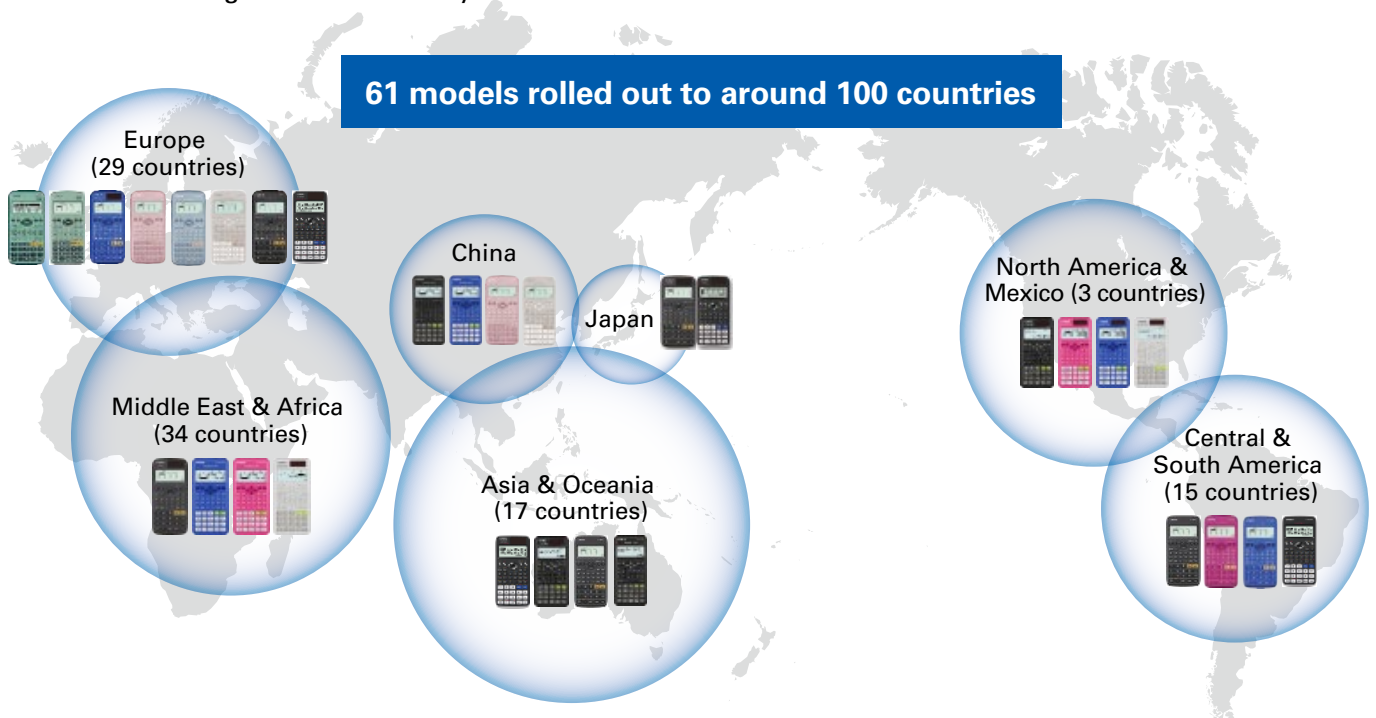 61 models rolled out to around 100 countries
Europe
(29 countries)
China
Japan
North America &
Mexico (3 countries)
Middle East & Africa
(34 countries)
Asia & Oceania
(17 countries)
Central &
South America
(15 countries)